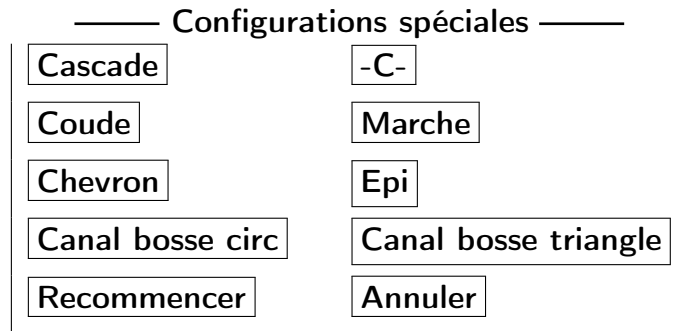 Configurations spéciales
Cascade -C-
Coude Marche
Chevron Epi
Canal bosse circ Canal bosse triangle
Recommencer Annuler